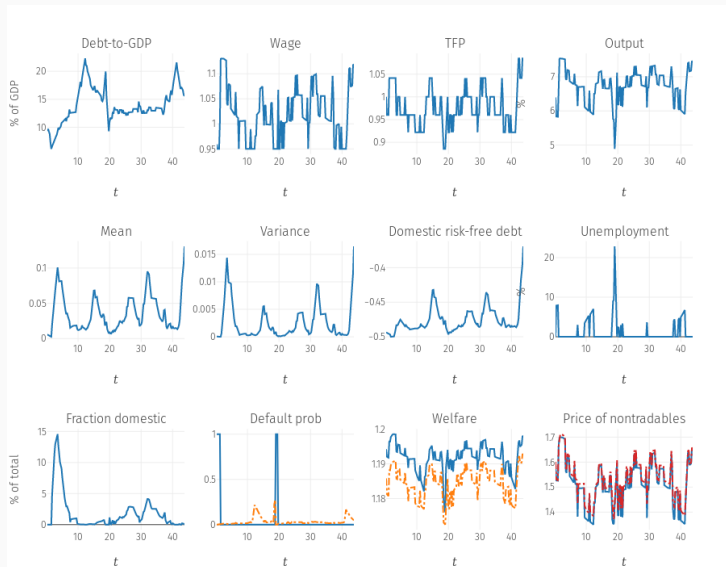 Debt-to-GDP
Wage
TFP
Output
% of GDP
20
10
1.1
1.05
1
0.95
1.05
1
0.95
0.9
%
7
6
5
10 20 30 40
10 20 30 40
10 20 30 40
10 20 30 40
t
t
t
t
Mean
Variance
Domestic risk-free debt
Unemployment
0.1
0.05
0
0.015
0.01
0.005
0
−0.4
−0.45
−0.5
%
20
10
0
10 20 30 40
10 20 30 40
10 20 30 40
10 20 30 40
t
t
t
t
Fraction domestic
Default prob
Welfare
Price of nontradables
% of total
15
10
5
0
1
0.5
0
1.2
1.19
1.18
1.7
1.6
1.5
1.4
10 20 30 40
10 20 30 40
10 20 30 40
10 20 30 40
t
t
t
t